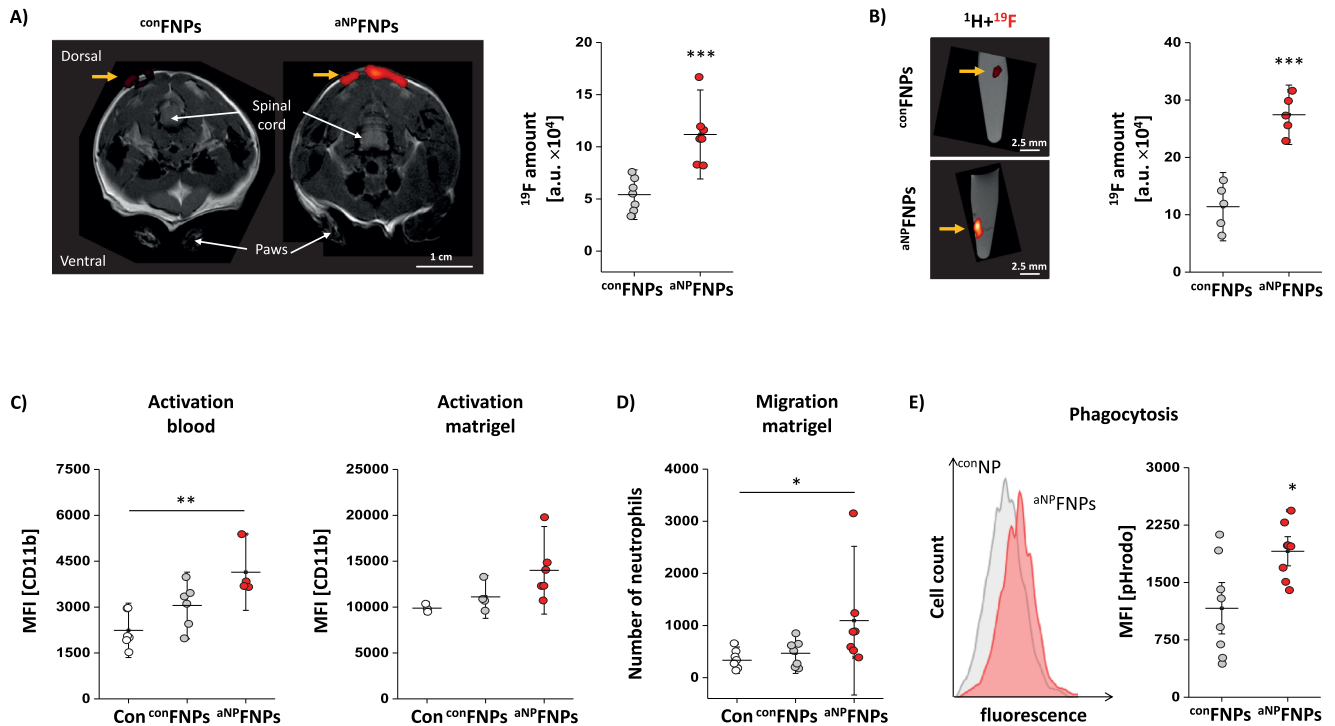 A)
conFNPs
aNPFNPs
Dorsal
Spinal
cord
Paws
Ventral
1 cm
19F amount
[a.u. ×10⁴]
20
15
10
5
0
***
conFNPs
aNPFNPs
B)
¹H+¹⁹F
conFNPs
2.5 mm
aNPFNPs
2.5 mm
19F amount
[a.u. ×10⁴]
40
30
20
10
0
***
conFNPs
aNPFNPs
C)
Activation
blood
MFI [CD11b]
7500
6000
4500
3000
1500
0
**
Con
conFNPs
aNPFNPs
Activation
matrigel
MFI [CD11b]
25000
20000
15000
10000
5000
0
Con
conFNPs
aNPFNPs
D)
Migration
matrigel
Number of neutrophils
4000
3000
2000
1000
0
*
Con
conFNPs
aNPFNPs
E)
Phagocytosis
Cell count
conNP
aNPFNPs
fluorescence
MFI [pHrodo]
3000
2250
1500
750
0
*
conFNPs
aNPFNPs